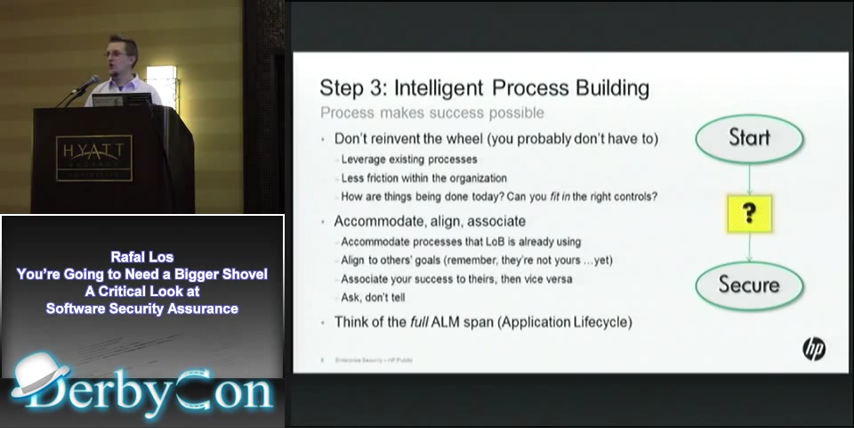 HYATT
Rafal Los
You're Going to Need a Bigger Shovel
A Critical Look at
Software Security Assurance
DerbyCon
Step 3: Intelligent Process Building
Process makes success possible
Don't reinvent the wheel (you probably don't have to)
Leverage existing processes
Less friction within the organization
How are things being done today? Can you fit in the right controls?
Accommodate, align, associate
Accommodate processes that LoB is already using
Align to others' goals (remember, they're not yours …yet)
Associate your success to theirs, then vice versa
Ask, don't tell
Think of the full ALM span (Application Lifecycle)
Start
?
Secure
Enterprise Security – HP Public
hp